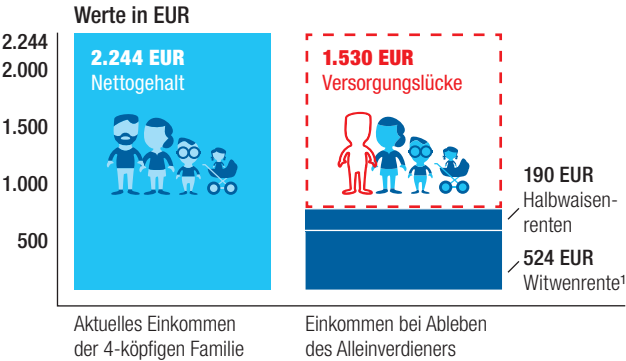 Werte in EUR
2.244
2.000
1.500
1.000
500
2.244 EUR
Nettogehalt
1.530 EUR
Versorgungslücke
190 EUR
Halbwaisen-
renten
524 EUR
Witwenrente¹
Aktuelles Einkommen
der 4-köpfigen Familie
Einkommen bei Ableben
des Alleinverdieners